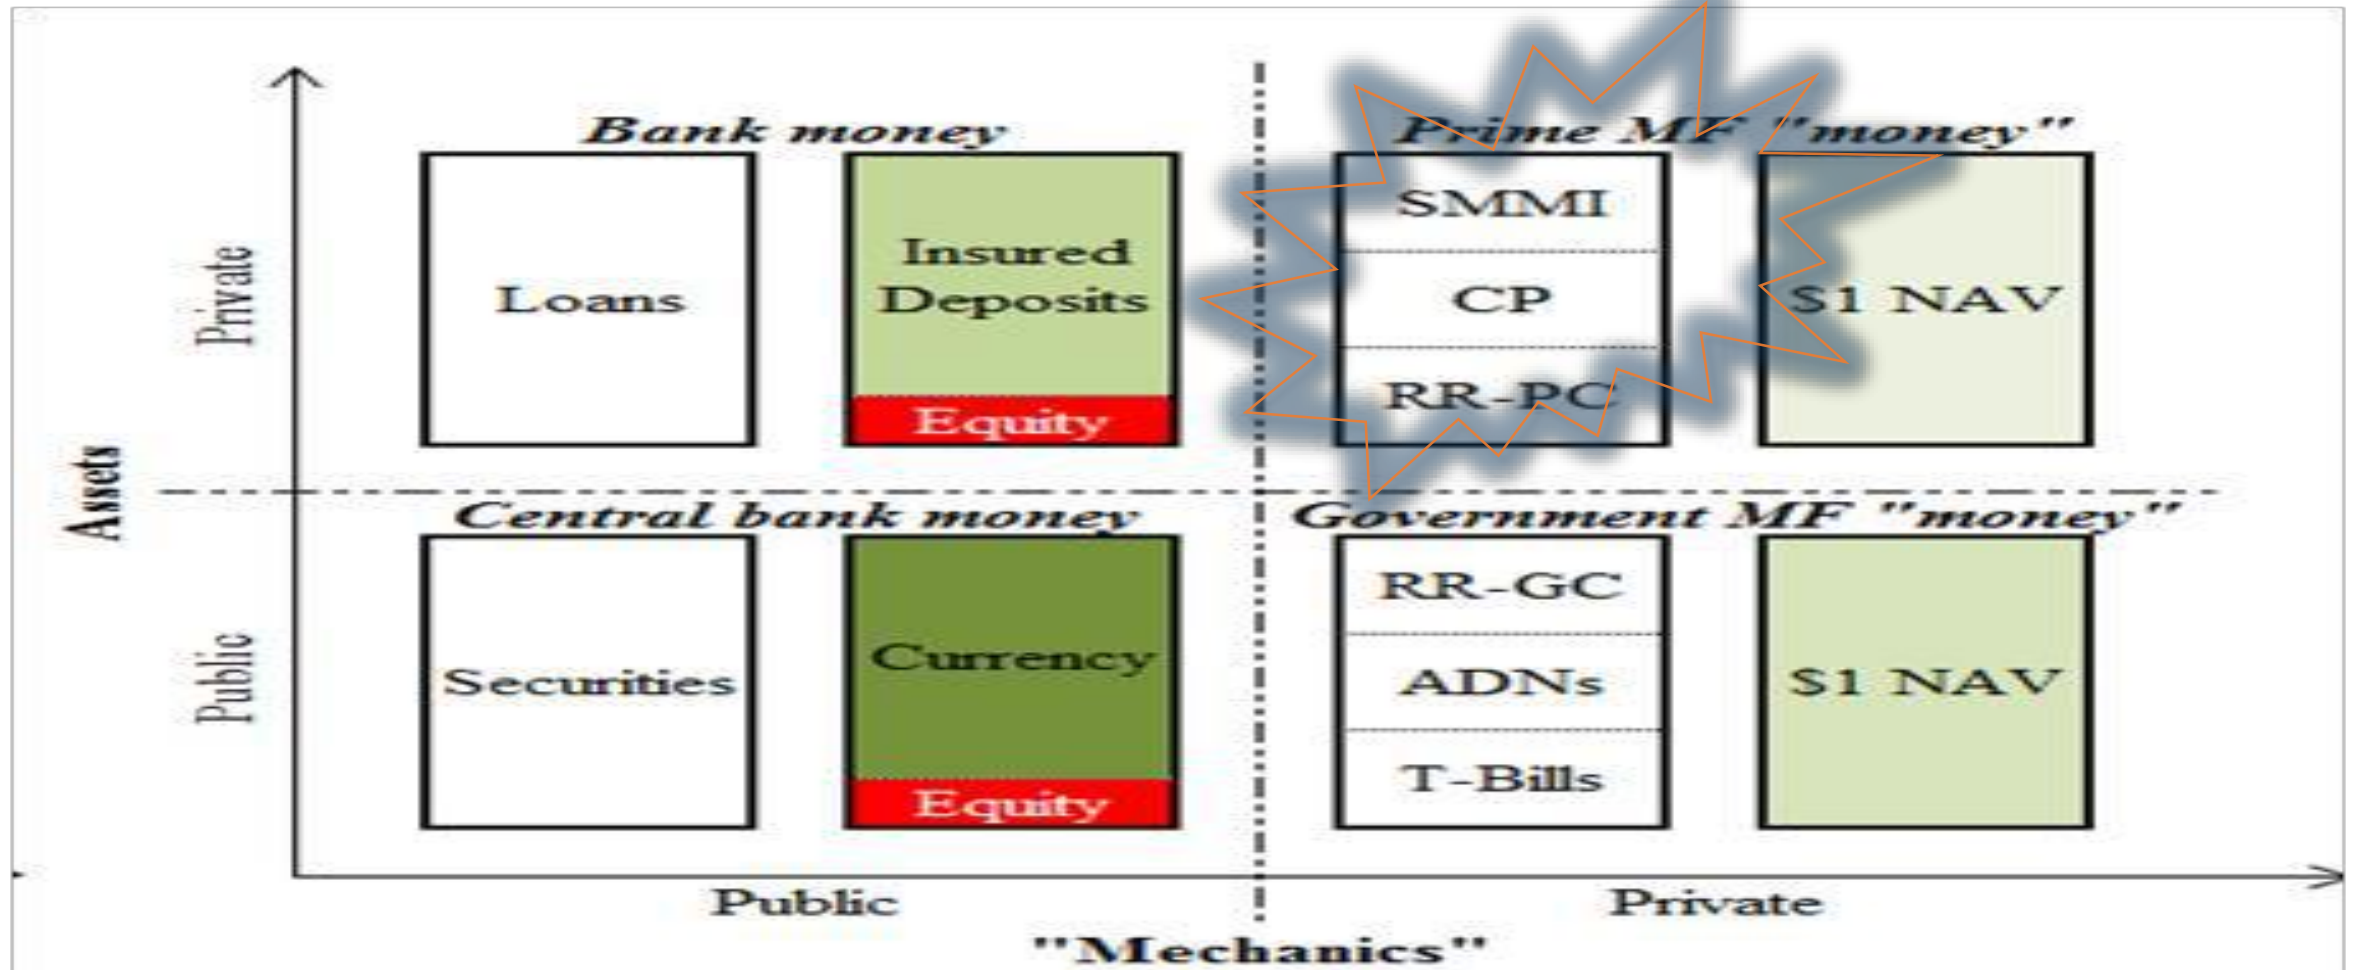 Bank money
Prime MF "money"
Private
Loans
Insured
Deposits
Equity
SMMI
CP
RR-PC
$1 NAV
Assets
Central bank money
Government MF "money"
Public
Securities
Currency
Equity
RR-GC
ADNs
T-Bills
$1 NAV
Public
Private
"Mechanics"